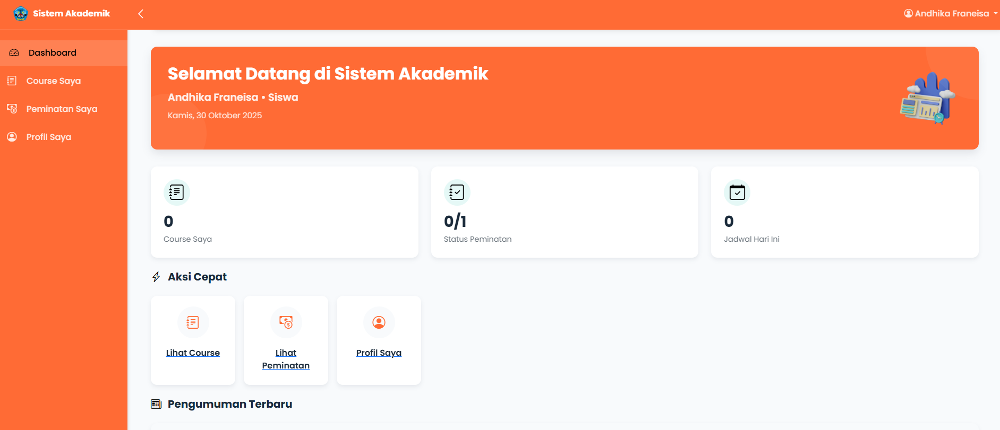 Sistem Akademik
Andhika Franeisa
Dashboard
Course Saya
Peminatan Saya
Profil Saya
Selamat Datang di Sistem Akademik
Andhika Franeisa • Siswa
Kamis, 30 Oktober 2025
0
Course Saya
0/1
Status Peminatan
0
Jadwal Hari Ini
Aksi Cepat
Lihat Course
Lihat
Peminatan
Profil Saya
Pengumuman Terbaru